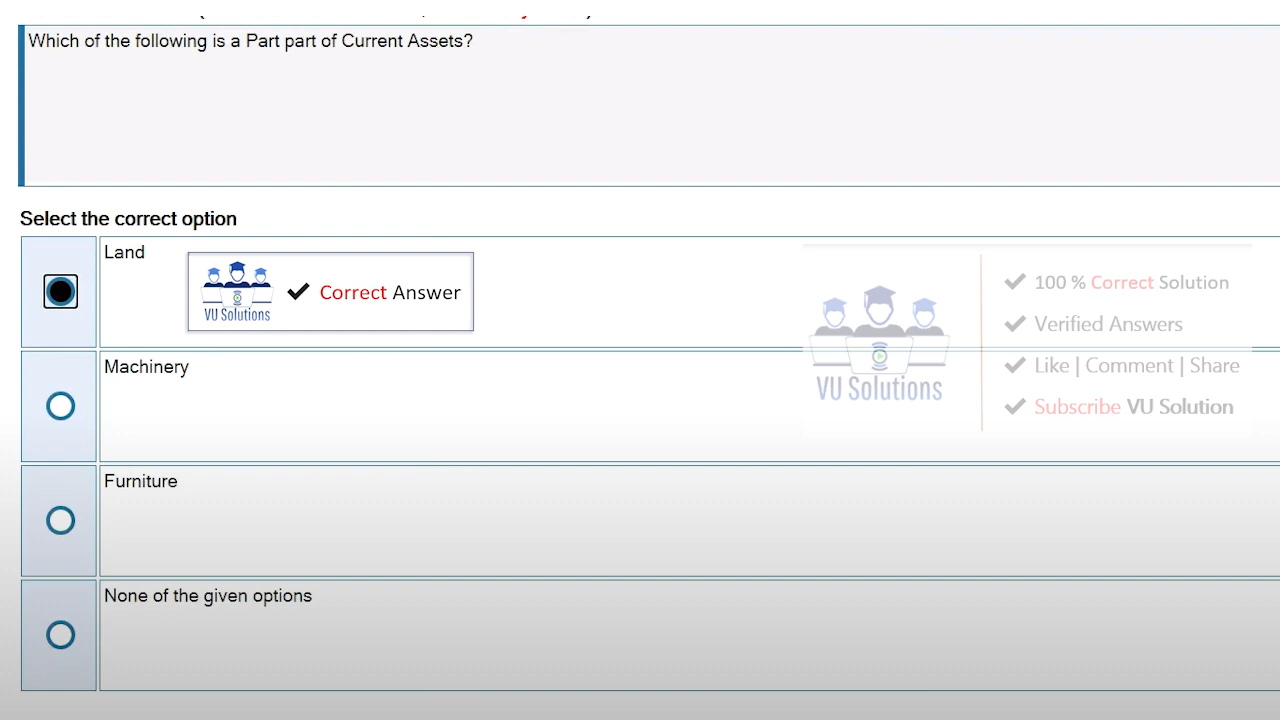 Which of the following is a Part part of Current Assets?
Select the correct option
Land
VU Solutions
Correct Answer
100 % Correct Solution
Verified Answers
Like | Comment | Share
Subscribe VU Solution
VU Solutions
Machinery
Furniture
None of the given options